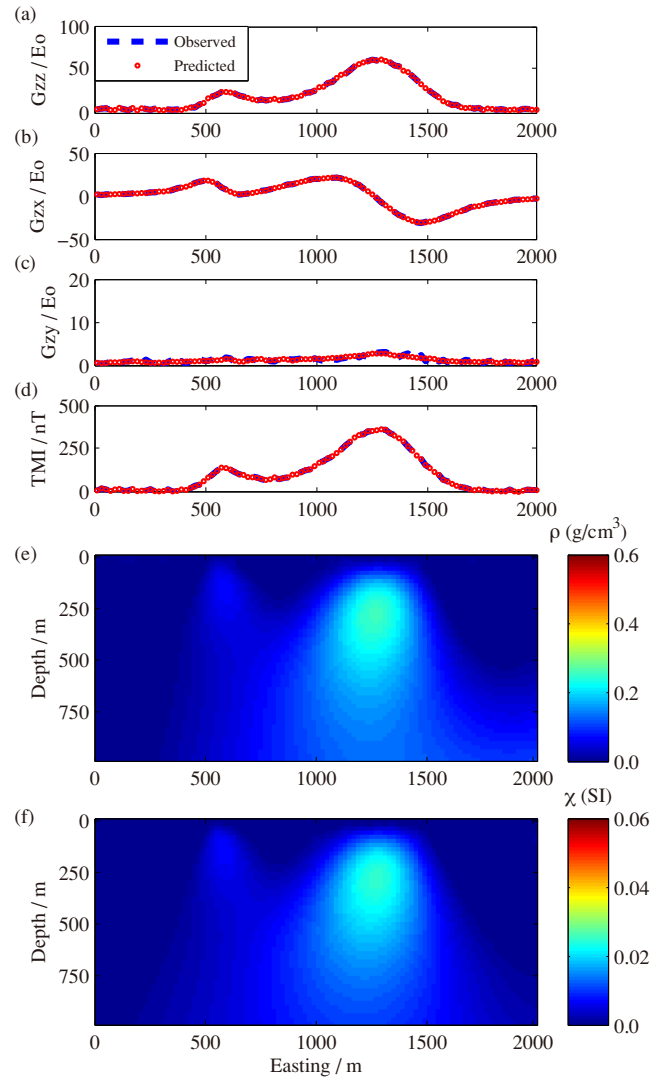 (a)
Gzz / Eo
100
50
0
Observed
Predicted
0 500 1000 1500 2000
(b)
Gzx / Eo
50
0
−50
0 500 1000 1500 2000
(c)
Gzy / Eo
20
10
0
0 500 1000 1500 2000
(d)
TMI / nT
500
250
0
0 500 1000 1500 2000
(e)
ρ (g/cm³)
Depth / m
0
250
500
750
0 500 1000 1500 2000
0.6
0.4
0.2
0.0
(f)
χ (SI)
Depth / m
0
250
500
750
0 500 1000 1500 2000
Easting / m
0.06
0.04
0.02
0.0